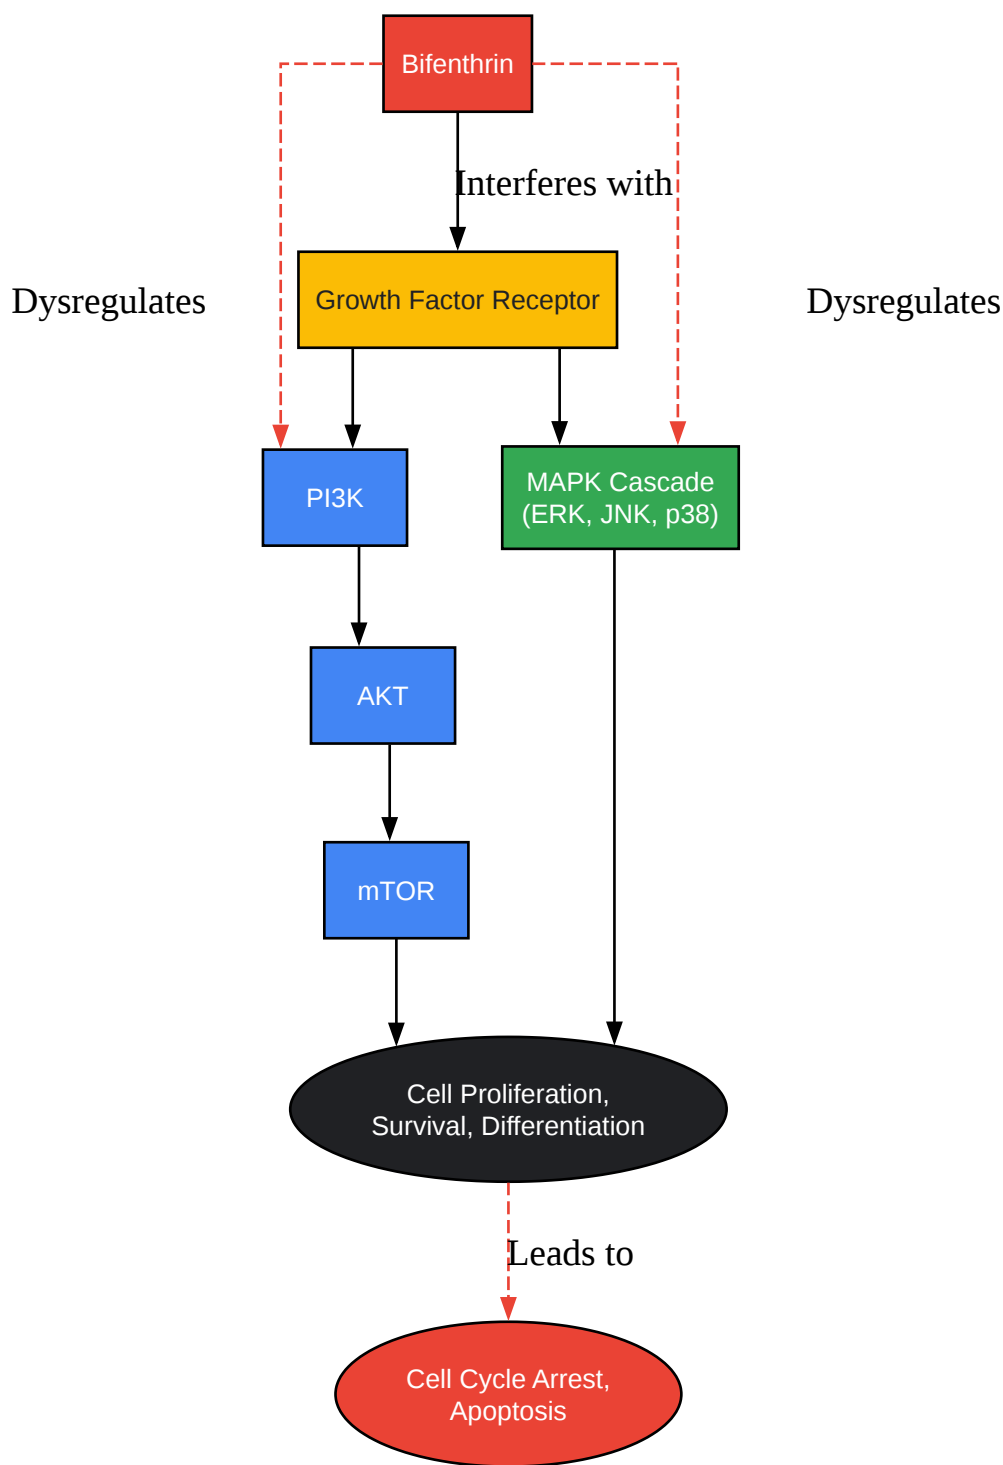 Bifenthrin
Interferes with
Dysregulates
Growth Factor Receptor
Dysregulates
PI3K
MAPK Cascade
(ERK, JNK, p38)
AKT
mTOR
Cell Proliferation,
Survival, Differentiation
Leads to
Cell Cycle Arrest,
Apoptosis